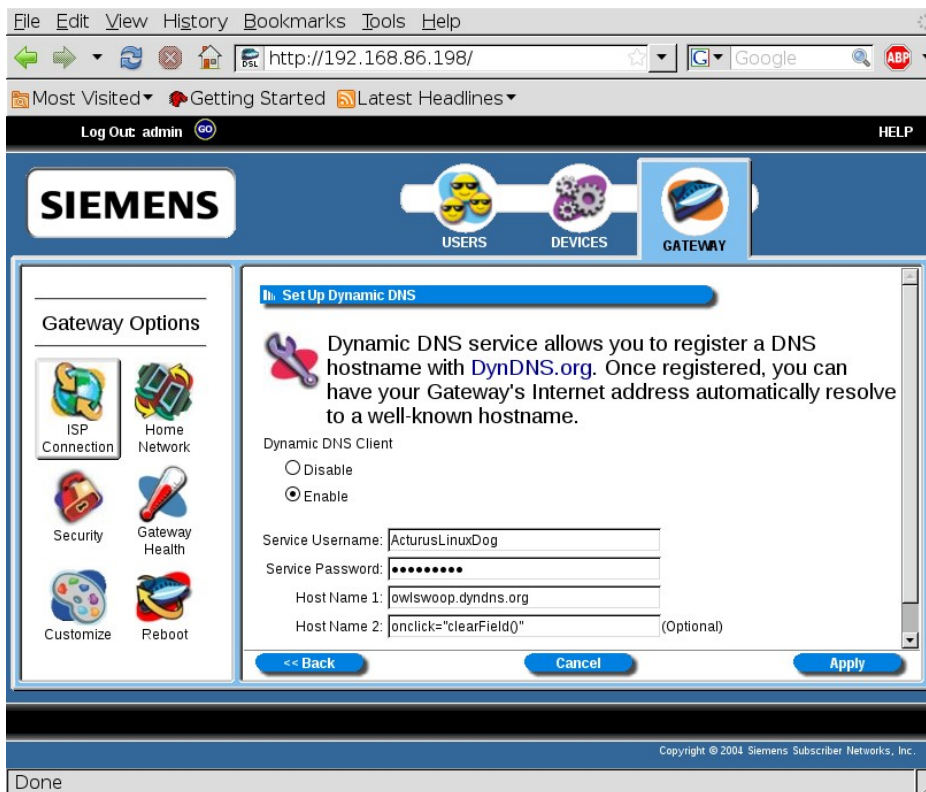 File Edit View History Bookmarks Tools Help
DSL http://192.168.86.198/ G Google ABP
Most Visited Getting Started Latest Headlines
Log Out: admin GO HELP
SIEMENS
USERS DEVICES GATEWAY
Gateway Options
ISP Connection
Home Network
Security
Gateway Health
Customize
Reboot
Set Up Dynamic DNS
Dynamic DNS service allows you to register a DNS
hostname with DynDNS.org. Once registered, you can
have your Gateway's Internet address automatically resolve
to a well-known hostname.
Dynamic DNS Client
Disable
Enable
Service Username: ActurusLinuxDog
Service Password: •••••••••
Host Name 1: owlswoop.dyndns.org
Host Name 2: onclick="clearField()" (Optional)
<< Back Cancel Apply
Copyright © 2004 Siemens Subscriber Networks, Inc.
Done